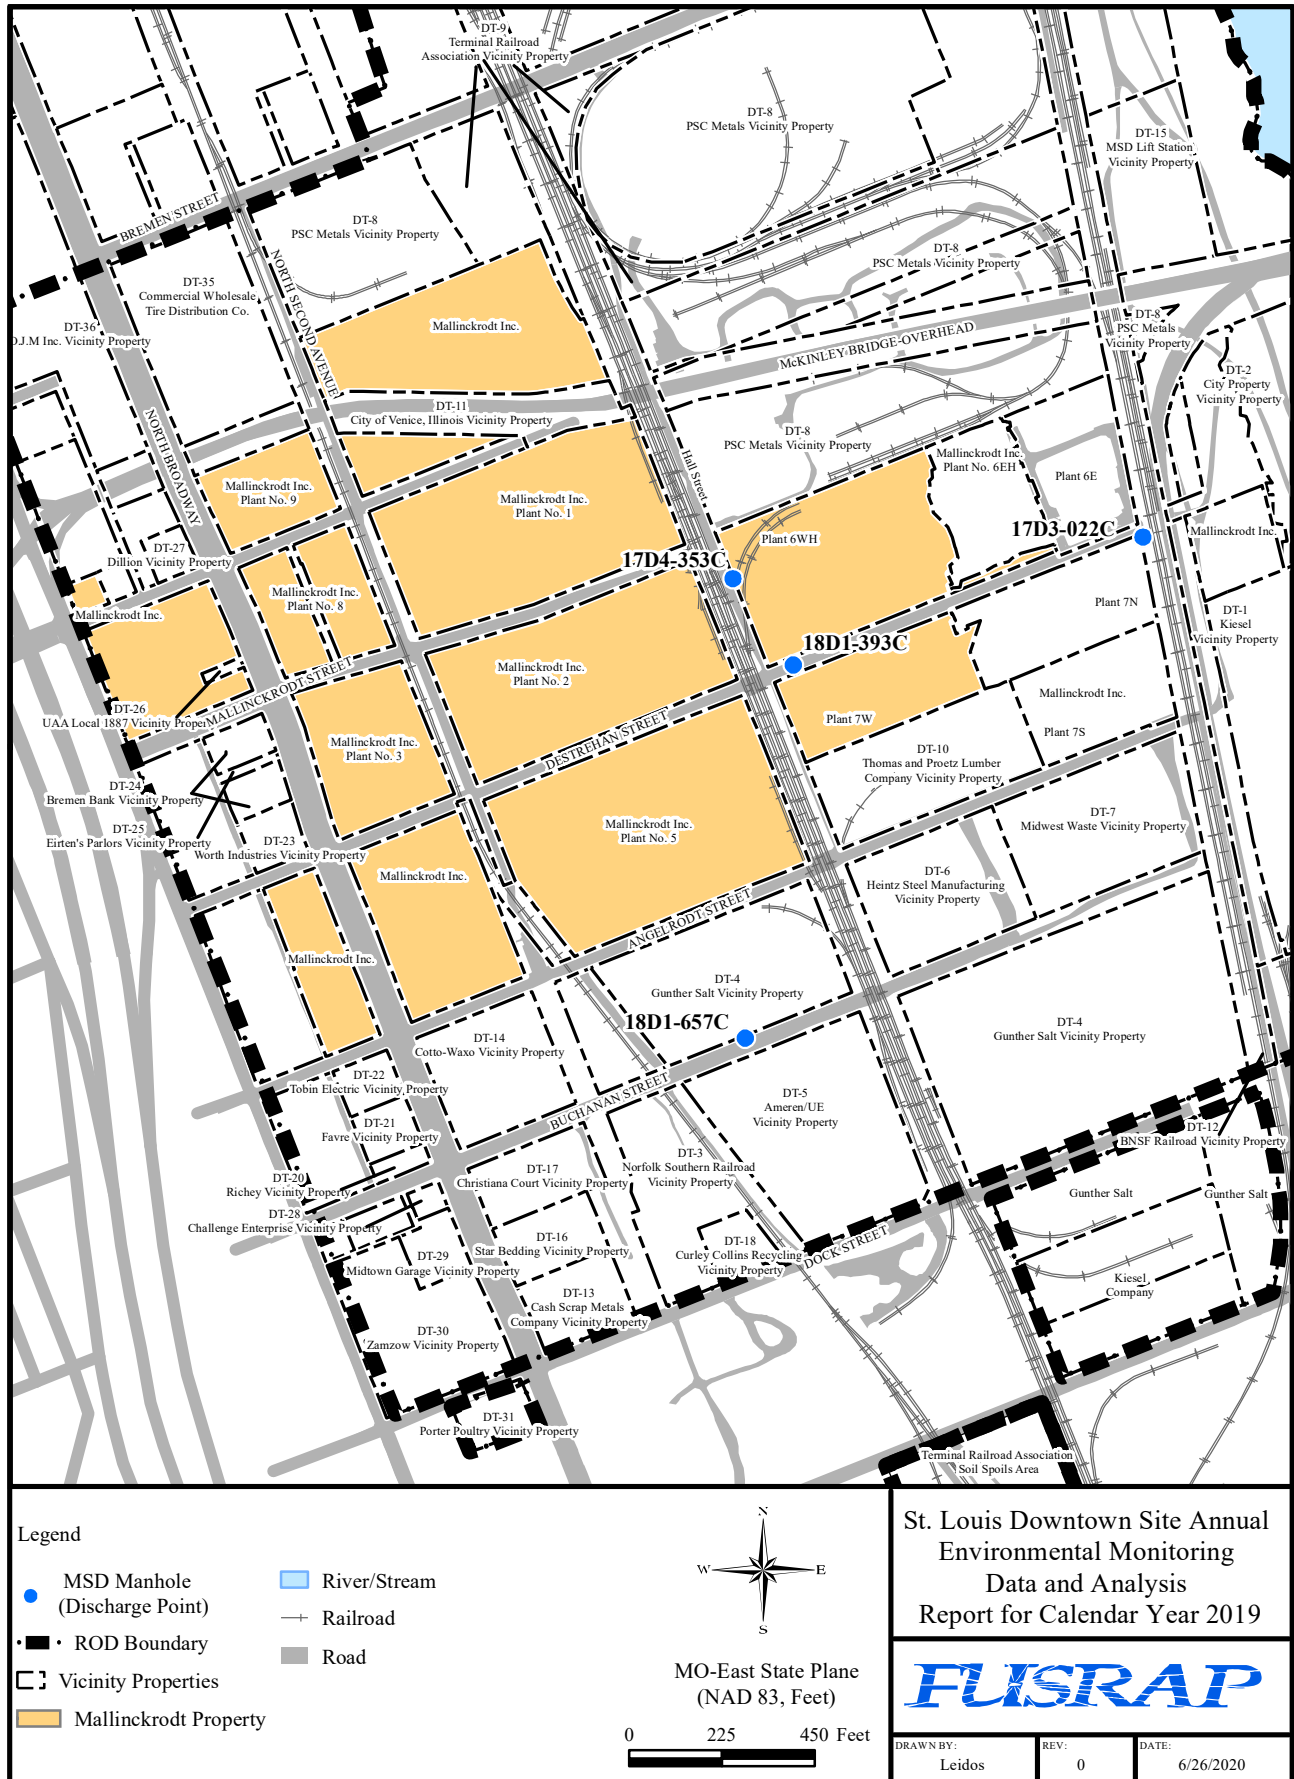 DT-9
Terminal Railroad
Association Vicinity Property
DT-8
PSC Metals Vicinity Property
DT-15
MSD Lift Station
Vicinity Property
BREMEN STREET
DT-8
PSC Metals Vicinity Property
DT-8
PSC Metals Vicinity Property
NORTH SECOND AVENUE
DT-35
Commercial Wholesale
Tire Distribution Co.
DT-36
O.J.M Inc. Vicinity Property
Mallinckrodt Inc.
McKINLEY BRIDGE-OVERHEAD
DT-8
PSC Metals
Vicinity Property
DT-2
City Property
Vicinity Property
DT-11
City of Venice, Illinois Vicinity Property
NORTH BROADWAY
DT-8
PSC Metals Vicinity Property
Hall Street
Mallinckrodt Inc.
Plant No. 6EH
Plant 6E
Mallinckrodt Inc.
Plant No. 9
Mallinckrodt Inc.
Plant No. 1
17D3-022C
Mallinckrodt Inc.
Plant 6WH
DT-27
Dillion Vicinity Property
17D4-353C
Mallinckrodt Inc.
Plant No. 8
Mallinckrodt Inc.
Plant 7N
DT-1
Kiesel
Vicinity Property
18D1-393C
MALLINCKRODT STREET
Mallinckrodt Inc.
Plant No. 2
Mallinckrodt Inc.
DT-26
UAA Local 1887 Vicinity Property
Plant 7W
Plant 7S
DESTREHAN STREET
Mallinckrodt Inc.
Plant No. 3
DT-10
Thomas and Proetz Lumber
Company Vicinity Property
DT-24
Bremen Bank Vicinity Property
DT-25
Eirten's Parlors Vicinity Property
DT-23
Worth Industries Vicinity Property
Mallinckrodt Inc.
Plant No. 5
DT-7
Midwest Waste Vicinity Property
Mallinckrodt Inc.
DT-6
Heintz Steel Manufacturing
Vicinity Property
ANGELRODT STREET
Mallinckrodt Inc.
DT-4
Gunther Salt Vicinity Property
18D1-657C
DT-4
Gunther Salt Vicinity Property
DT-14
Cotto-Waxo Vicinity Property
DT-22
Tobin Electric Vicinity Property
BUCHANAN STREET
DT-5
Ameren/UE
Vicinity Property
DT-21
Favre Vicinity Property
DT-12
BNSF Railroad Vicinity Property
DT-3
Norfolk Southern Railroad
Vicinity Property
DT-17
Christiana Court Vicinity Property
DT-20
Richey Vicinity Property
Gunther Salt
Gunther Salt
DT-28
Challenge Enterprise Vicinity Property
DT-16
Star Bedding Vicinity Property
DT-18
Curley Collins Recycling
Vicinity Property
DOCK STREET
DT-29
Midtown Garage Vicinity Property
Kiesel
Company
DT-13
Cash Scrap Metals
Company Vicinity Property
DT-30
Zamzow Vicinity Property
DT-31
Porter Poultry Vicinity Property
Terminal Railroad Association
Soil Spoils Area
Legend
MSD Manhole
(Discharge Point)
ROD Boundary
Vicinity Properties
Mallinckrodt Property
River/Stream
Railroad
Road
N
W
E
S
MO-East State Plane
(NAD 83, Feet)
0 225 450 Feet
St. Louis Downtown Site Annual
Environmental Monitoring
Data and Analysis
Report for Calendar Year 2019
FUSRAP
DRAWN BY:
Leidos
REV:
0
DATE:
6/26/2020